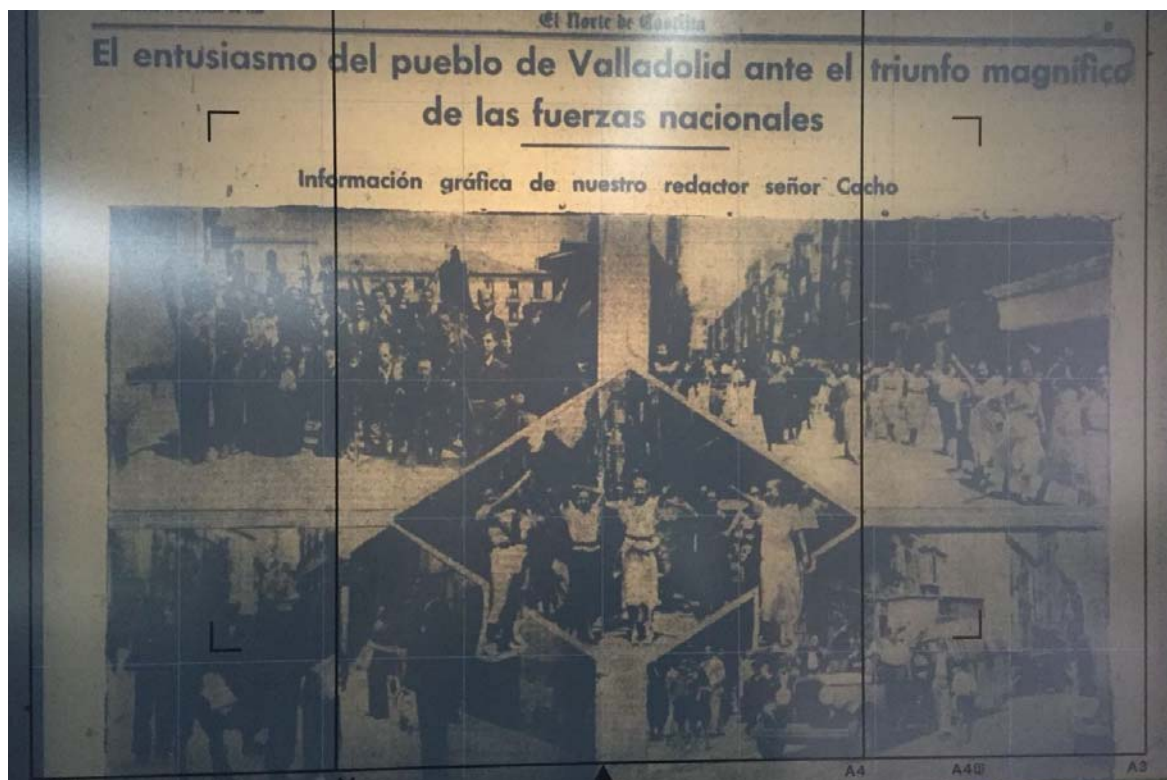 El Norte de Castilla
El entusiasmo del pueblo de Valladolid ante el triunfo magnífico
de las fuerzas nacionales
Información gráfica de nuestro redactor señor Cacho
A4 A4 A3